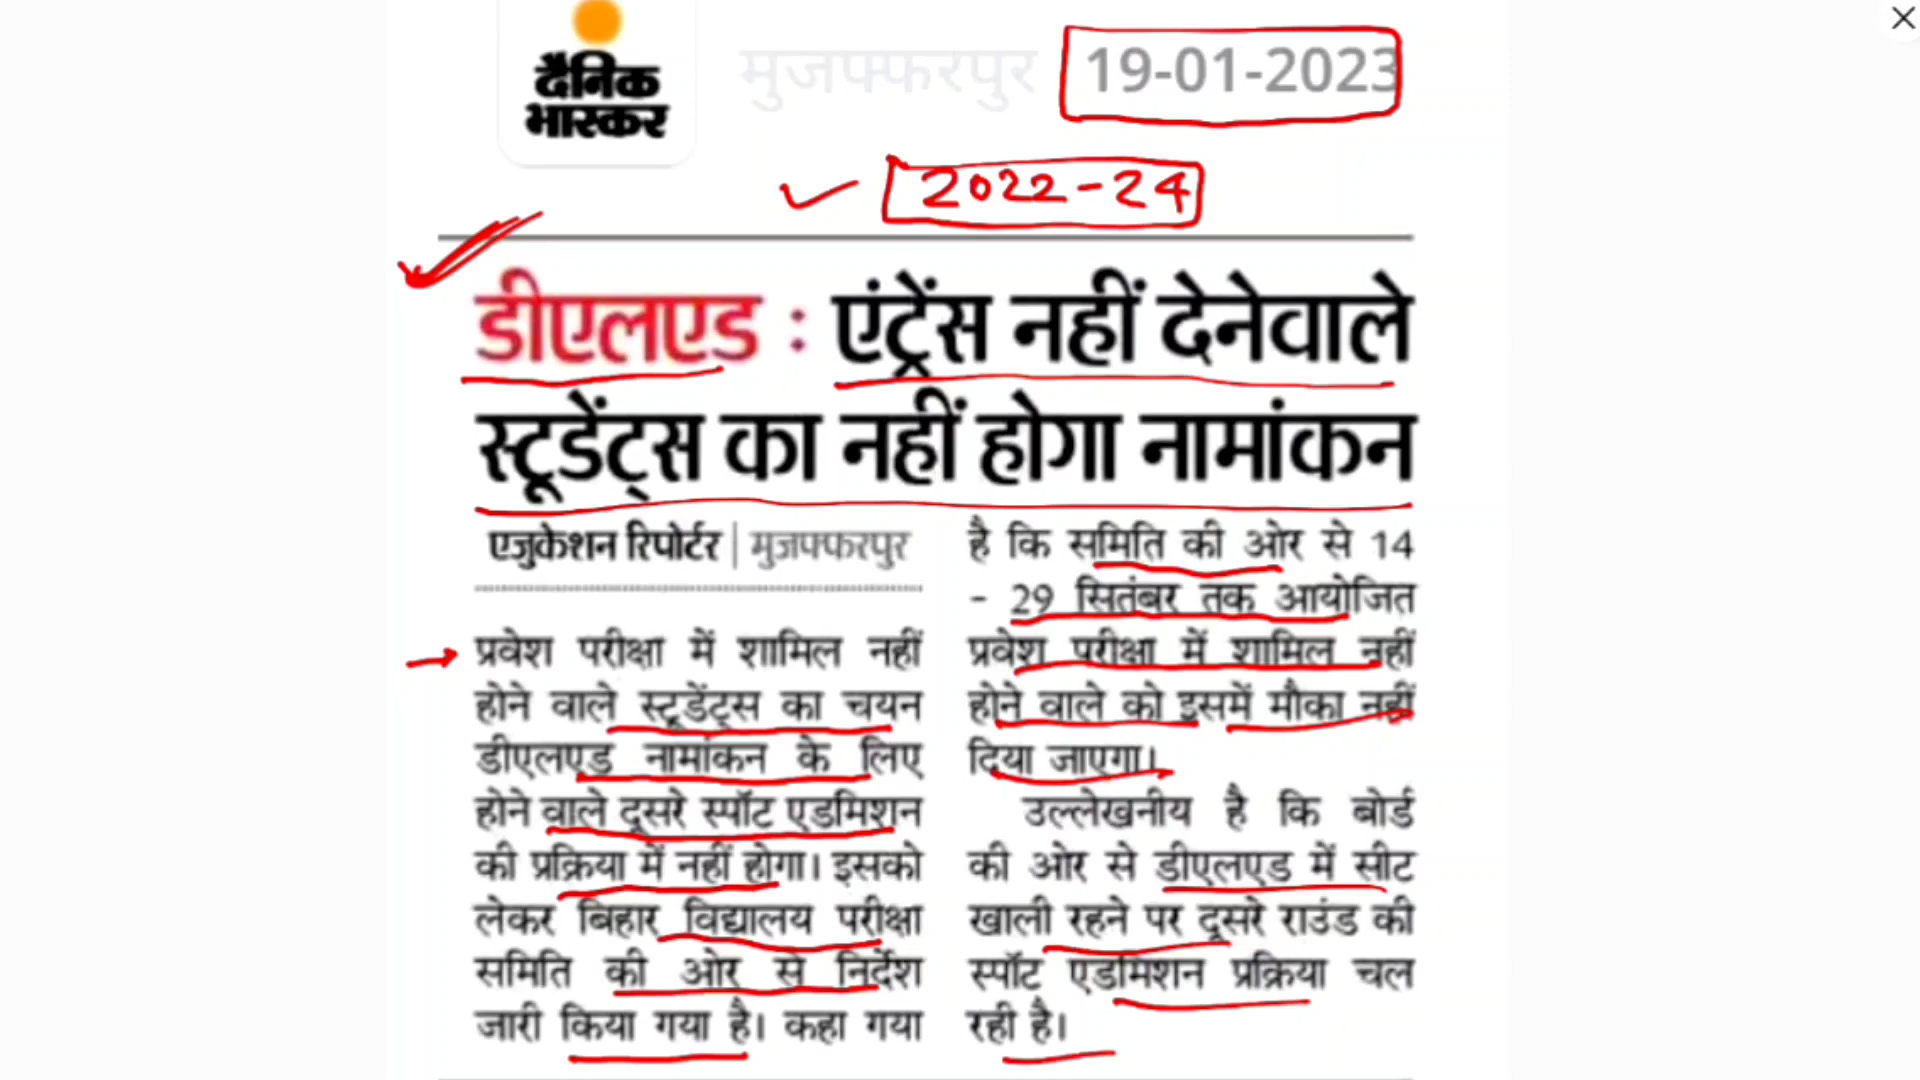 दैनिक
भास्कर
मुजफ्फरपुर 19-01-2023
2022-24
डीएलएड : एंट्रेंस नहीं देनेवाले
स्टूडेंट्स का नहीं होगा नामांकन
एजुकेशन रिपोर्टर | मुजफ्फरपुर
प्रवेश परीक्षा में शामिल नहीं
होने वाले स्टूडेंट्स का चयन
डीएलएड नामांकन के लिए
होने वाले दूसरे स्पॉट एडमिशन
की प्रक्रिया में नहीं होगा। इसको
लेकर बिहार विद्यालय परीक्षा
समिति की ओर से निर्देश
जारी किया गया है। कहा गया
है कि समिति की ओर से 14
- 29 सितंबर तक आयोजित
प्रवेश परीक्षा में शामिल नहीं
होने वाले को इसमें मौका नहीं
दिया जाएगा।
उल्लेखनीय है कि बोर्ड
की ओर से डीएलएड में सीट
खाली रहने पर दूसरे राउंड की
स्पॉट एडमिशन प्रक्रिया चल
रही है।